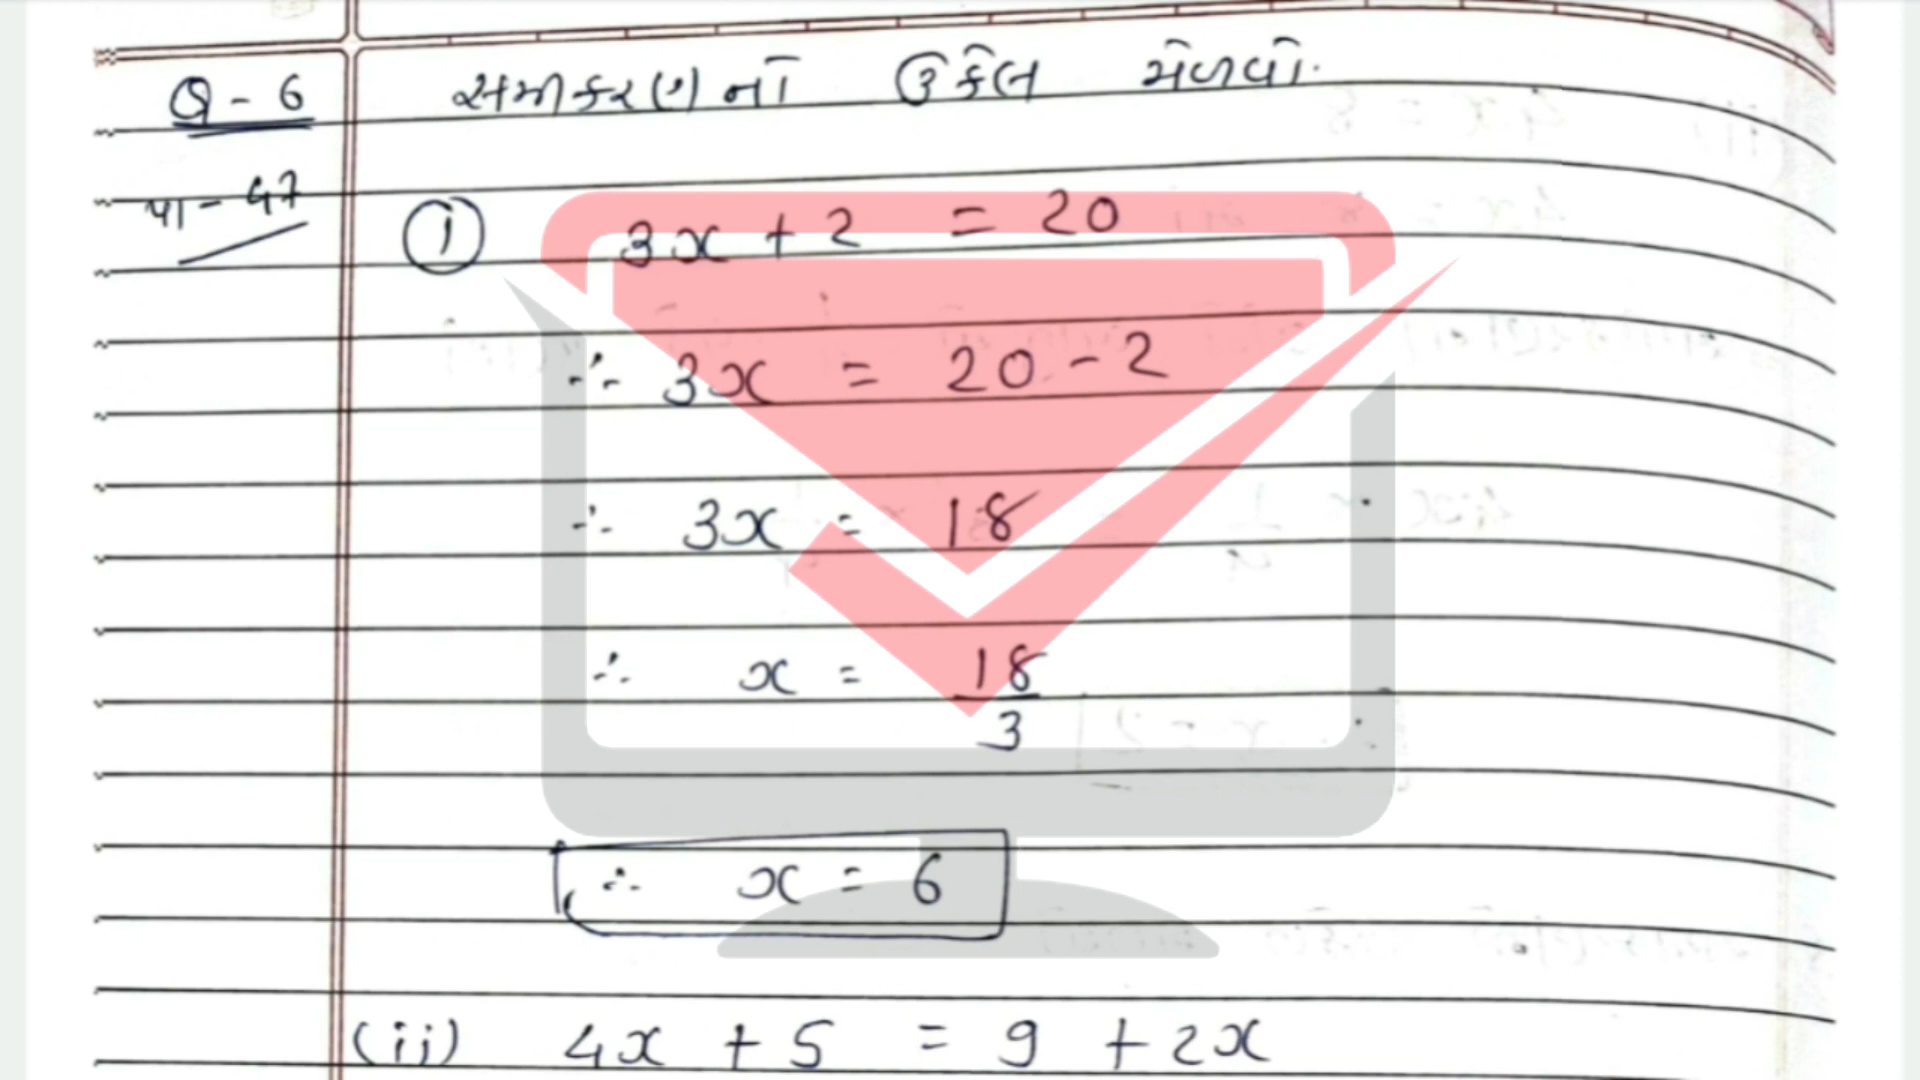 Q - 6 સમીકરણનો ઉકેલ મેળવો.
પા - 47
① 3x + 2 = 20
∴ 3x = 20 - 2
∴ 3x = 18
∴ x = 18/3
∴ x = 6
(ii) 4x + 5 = 9 + 2x